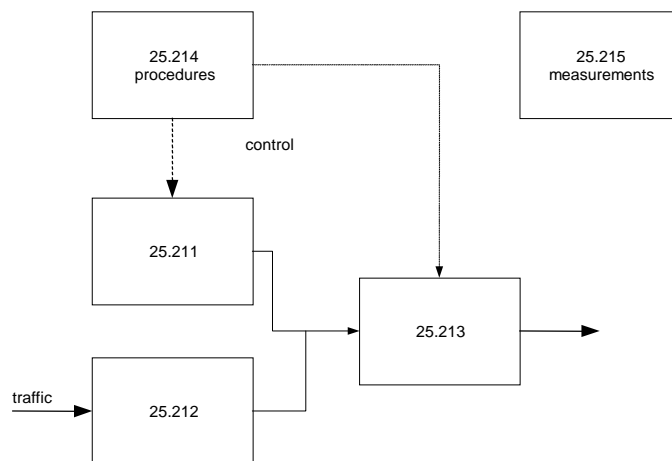 25.214
procedures
25.215
measurements
control
25.211
25.213
traffic
25.212